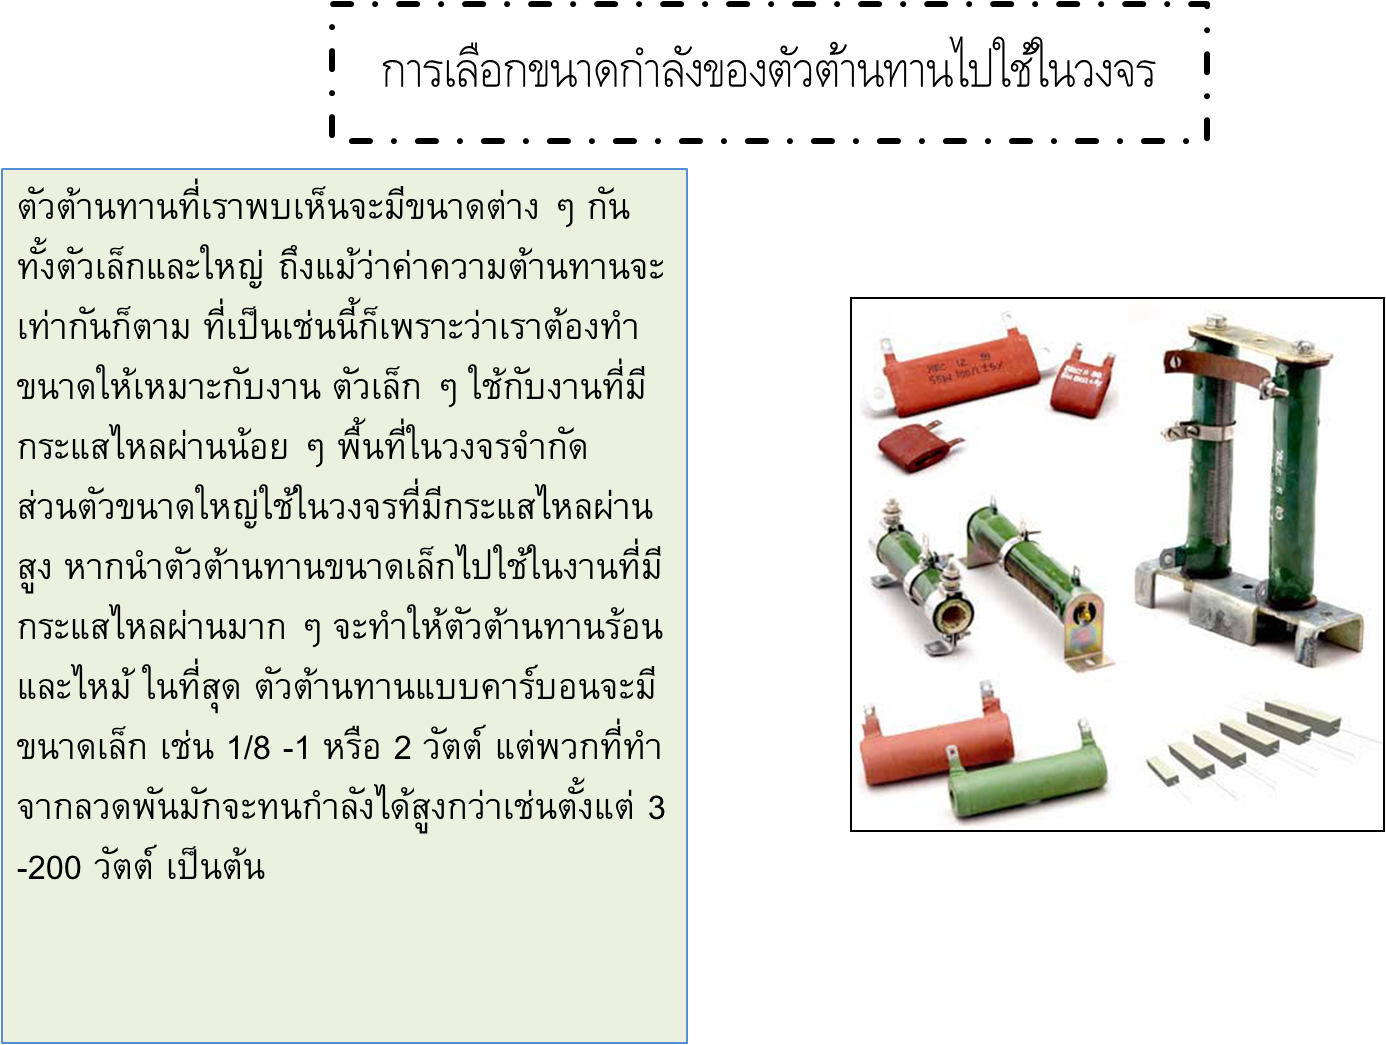 การเลือกขนาดกำลังของตัวต้านทานไปใช้ในวงจร
ตัวต้านทานที่เราพบเห็นจะมีขนาดต่าง ๆ กัน
ทั้งตัวเล็กและใหญ่ ถึงแม้ว่าค่าความต้านทานจะ
เท่ากันก็ตาม ที่เป็นเช่นนี้ก็เพราะว่าเราต้องทำ
ขนาดให้เหมาะกับงาน ตัวเล็ก ๆ ใช้กับงานที่มี
กระแสไหลผ่านน้อย ๆ พื้นที่ในวงจรจำกัด
ส่วนตัวขนาดใหญ่ใช้ในวงจรที่มีกระแสไหลผ่าน
สูง หากนำตัวต้านทานขนาดเล็กไปใช้ในงานที่มี
กระแสไหลผ่านมาก ๆ จะทำให้ตัวต้านทานร้อน
และไหม้ ในที่สุด ตัวต้านทานแบบคาร์บอนจะมี
ขนาดเล็ก เช่น 1/8 -1 หรือ 2 วัตต์ แต่พวกที่ทำ
จากลวดพันมักจะทนกำลังได้สูงกว่าเช่นตั้งแต่ 3
-200 วัตต์ เป็นต้น